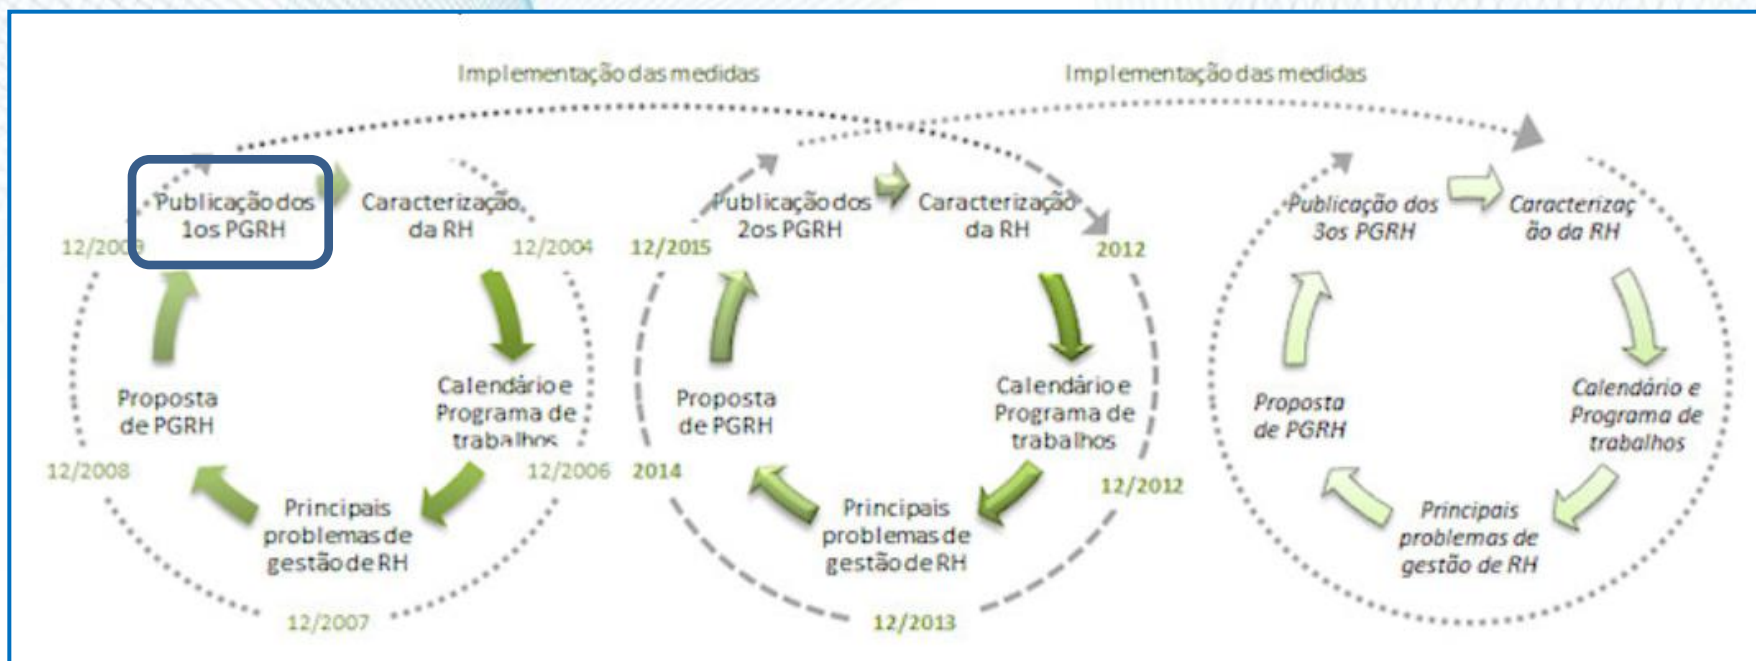 Implementação das medidas
Implementação das medidas
Publicação dos
1os PGRH
Caracterização
da RH
12/2009
12/2004
Calendário e
Programa de
trabalhos
12/2006
Principais
problemas de
gestão de RH
12/2007
Proposta
de PGRH
12/2008
Publicação dos
2os PGRH
Caracterização
da RH
12/2015
2012
Calendário e
Programa de
trabalhos
12/2012
Principais
problemas de
gestão de RH
12/2013
Proposta
de PGRH
2014
Publicação dos
3os PGRH
Caracterizaç
ão da RH
Calendário e
Programa de
trabalhos
Principais
problemas de
gestão de RH
Proposta
de PGRH